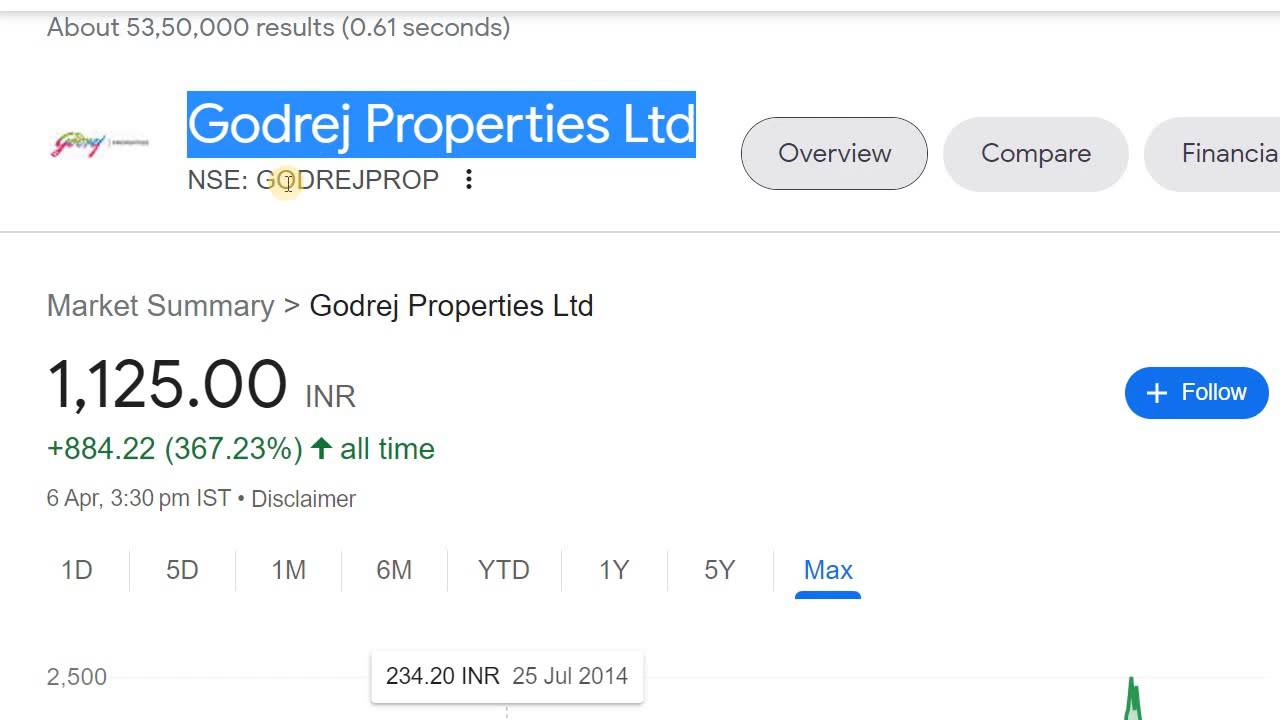 About 53,50,000 results (0.61 seconds)
Godrej
Godrej Properties Ltd
NSE: GODREJPROP
Overview
Compare
Financia
Market Summary > Godrej Properties Ltd
1,125.00 INR
+ Follow
+884.22 (367.23%) ↑ all time
6 Apr, 3:30 pm IST • Disclaimer
1D 5D 1M 6M YTD 1Y 5Y Max
2,500
234.20 INR 25 Jul 2014